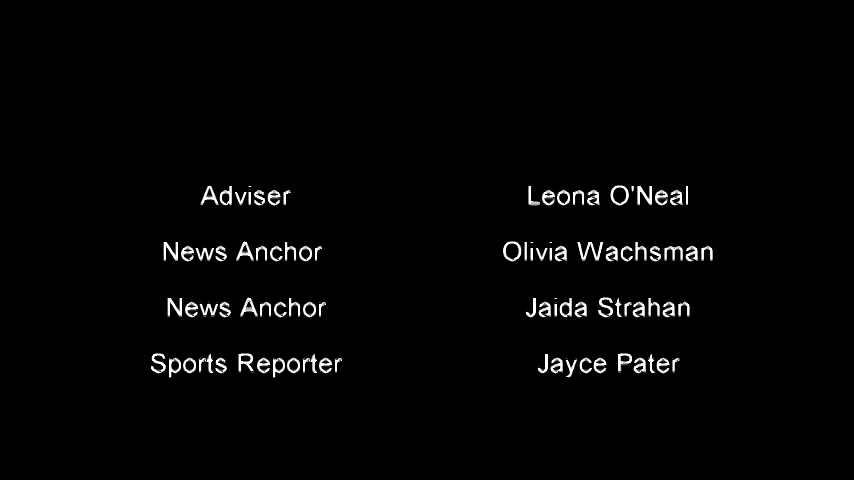 Adviser Leona O'Neal
News Anchor Olivia Wachsman
News Anchor Jaida Strahan
Sports Reporter Jayce Pater